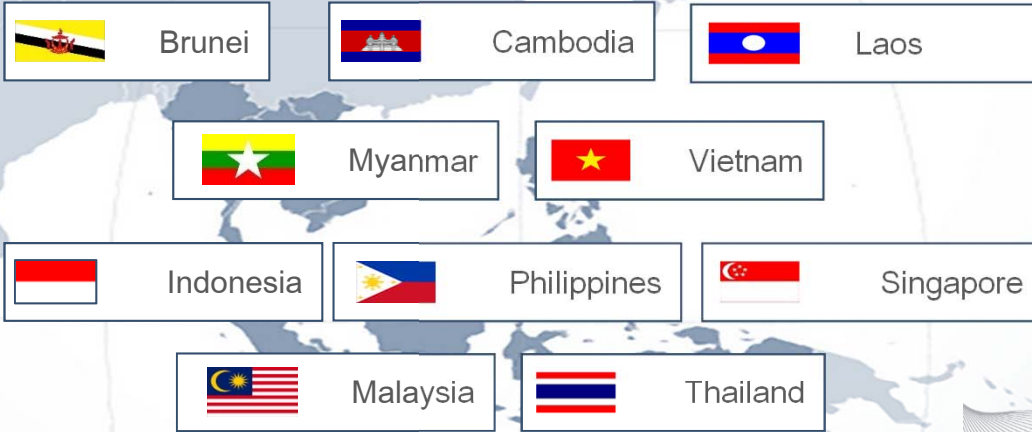 Brunei
Cambodia
Laos
Myanmar
Vietnam
Indonesia
Philippines
Singapore
Malaysia
Thailand